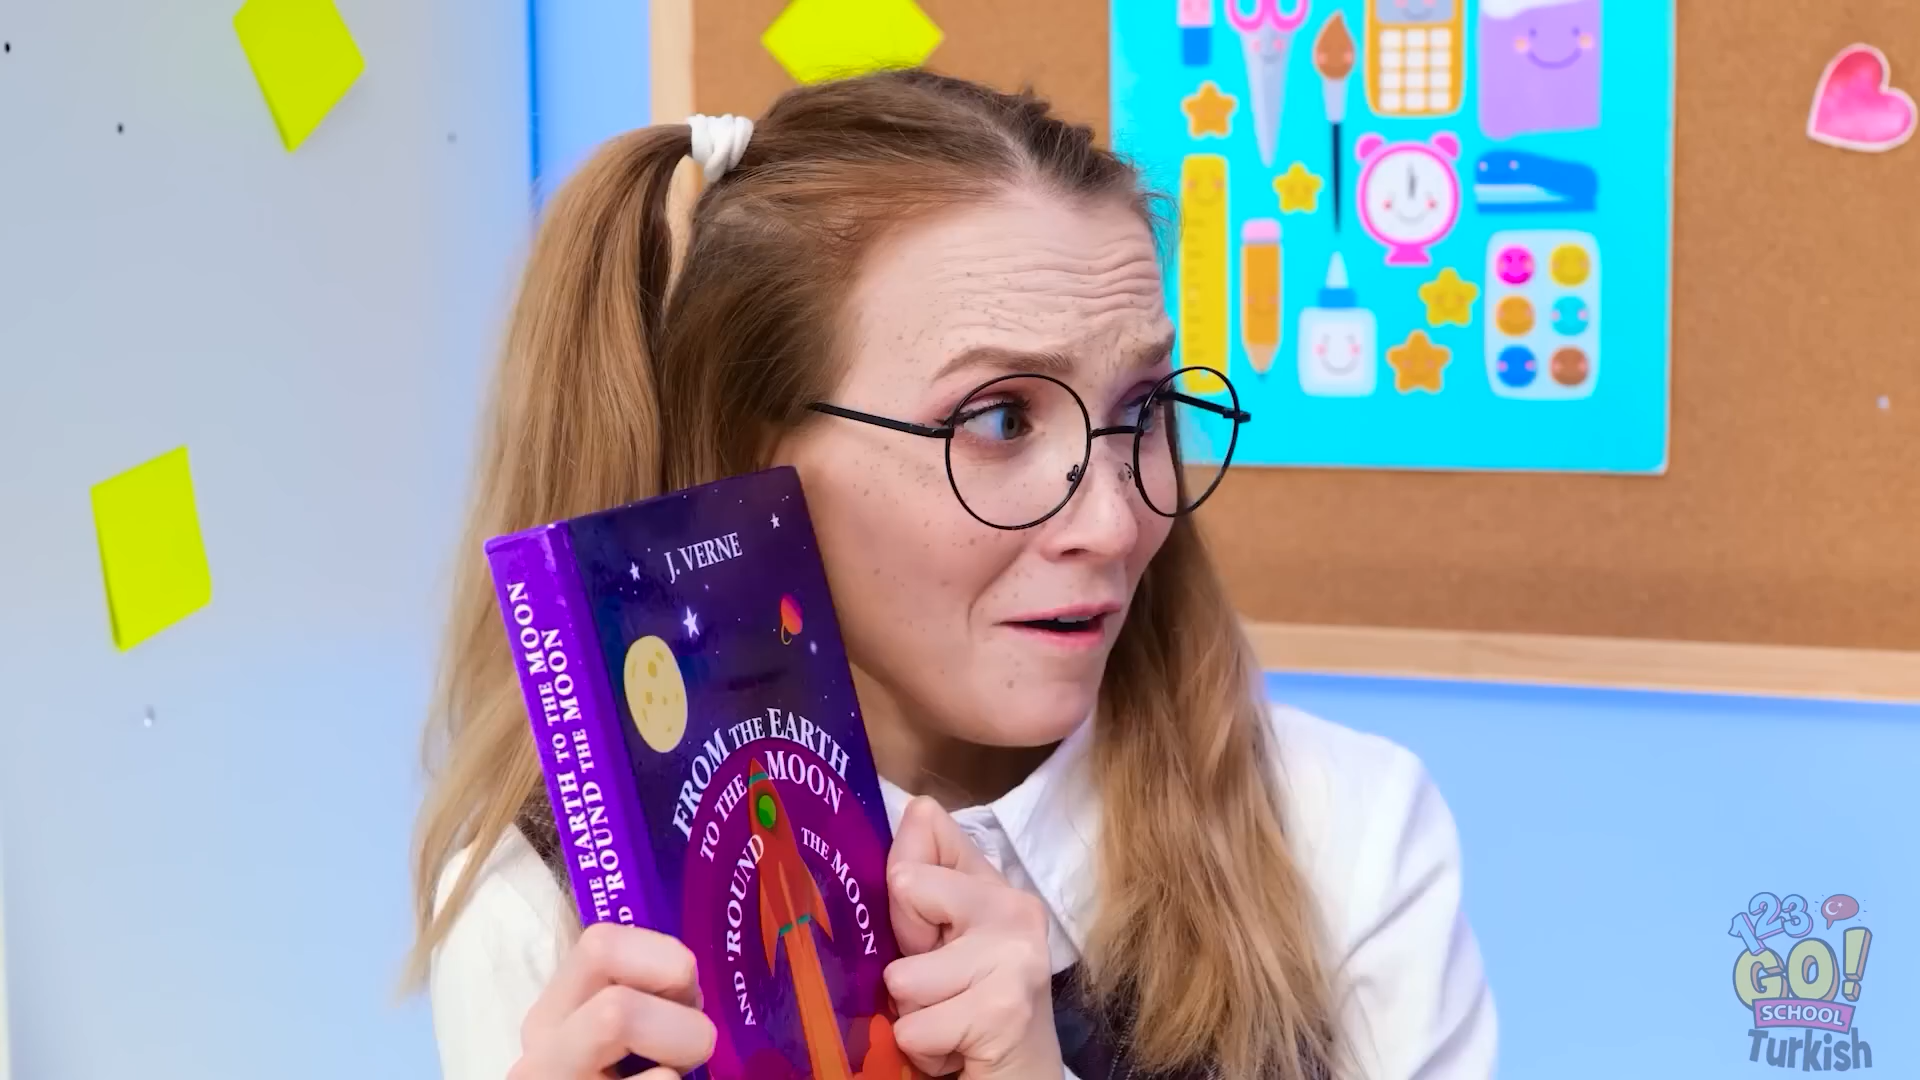 J. VERNE
FROM THE EARTH
TO THE MOON
AND 'ROUND THE MOON
THE EARTH TO THE MOON
'ROUND THE MOON
123
GO!
SCHOOL
Turkish